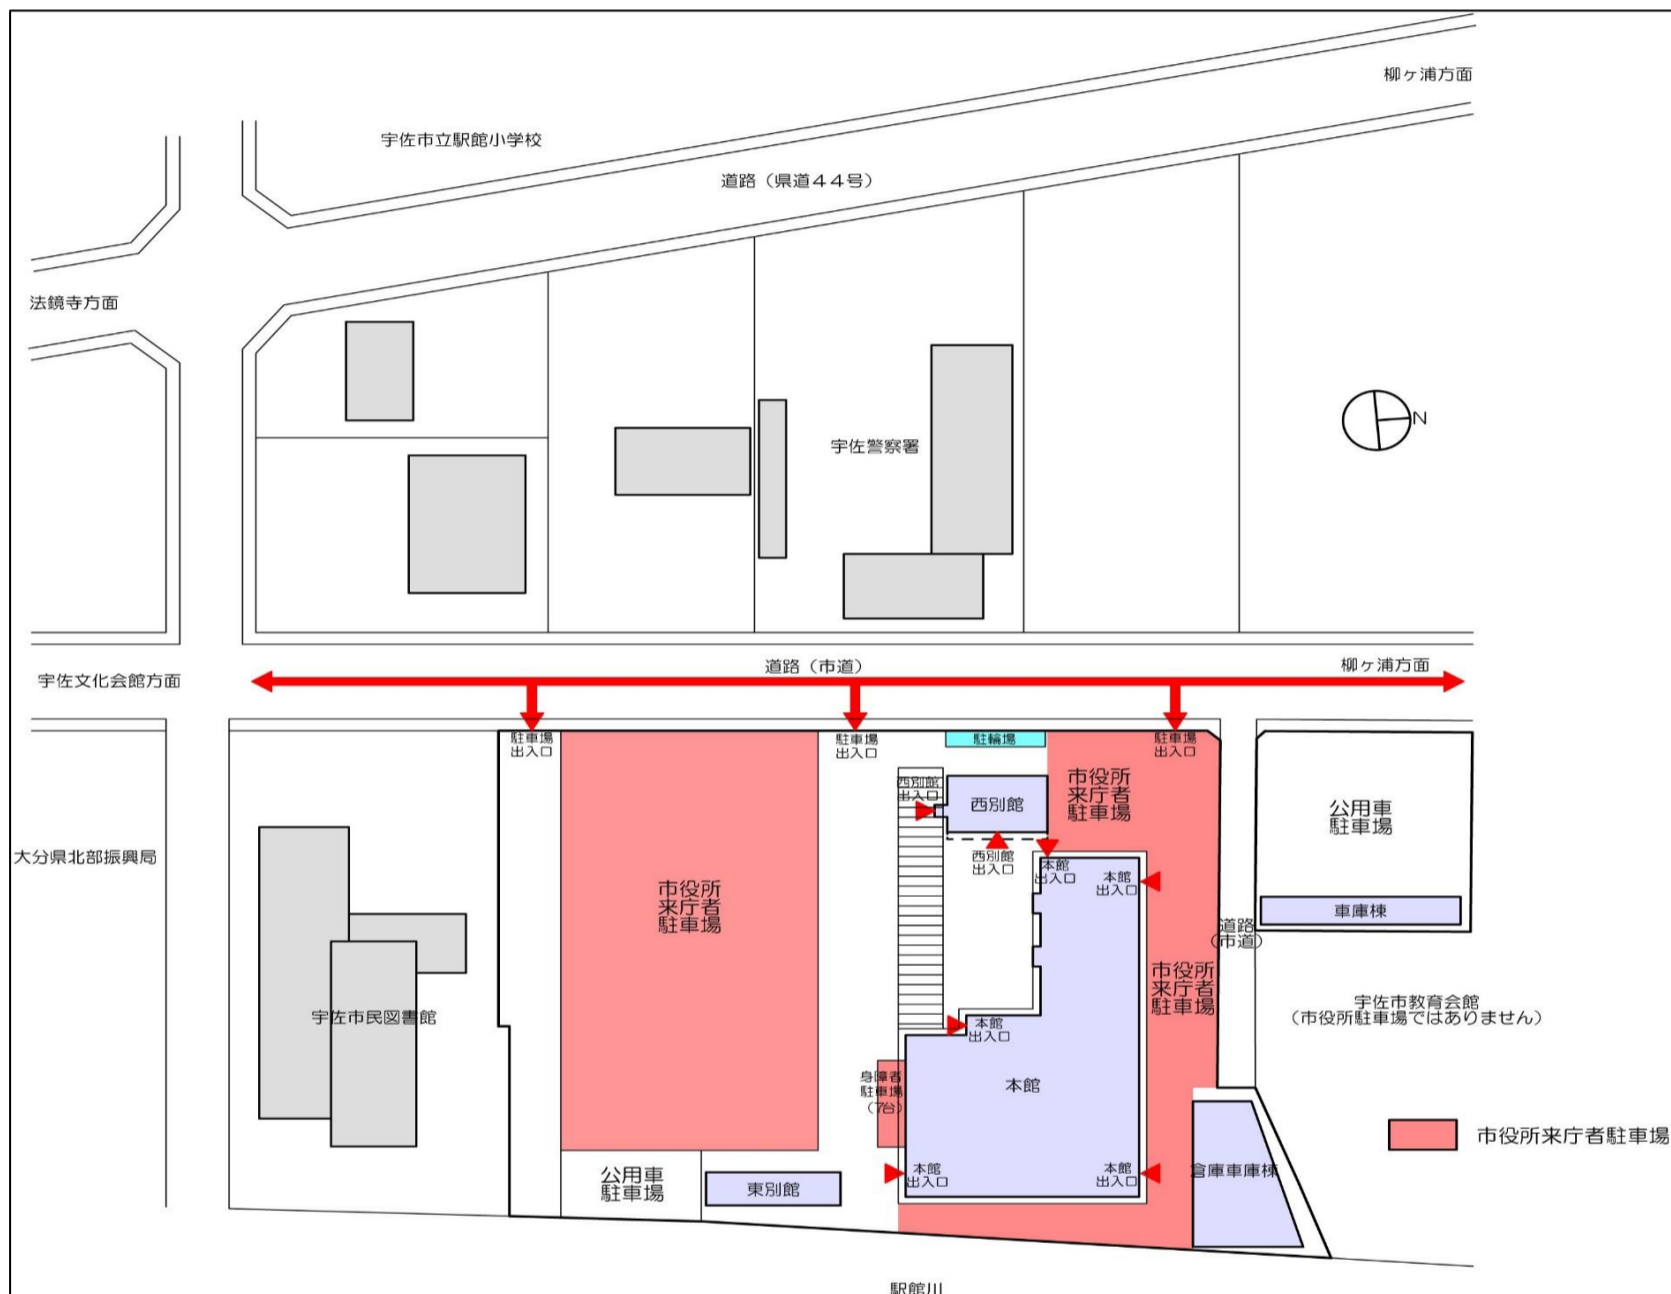 柳ヶ浦方面
宇佐市立駅館小学校
道路（県道４４号）
法鏡寺方面
宇佐警察署
N
宇佐文化会館方面
道路（市道）
柳ヶ浦方面
駐車場
出入口
駐車場
出入口
駐輪場
駐車場
出入口
西別館
出入口
西別館
市役所
来庁者
駐車場
公用車
駐車場
大分県北部振興局
西別館
出入口
本館
出入口
本館
出入口
市役所
来庁者
駐車場
車庫棟
道路
（市道）
市役所
来庁者
駐車場
宇佐市教育会館
（市役所駐車場ではありません）
宇佐市民図書館
本館
出入口
身障者
駐車場
（7台）
本館
市役所来庁者駐車場
公用車
駐車場
東別館
本館
出入口
本館
出入口
倉庫車庫棟
駅館川